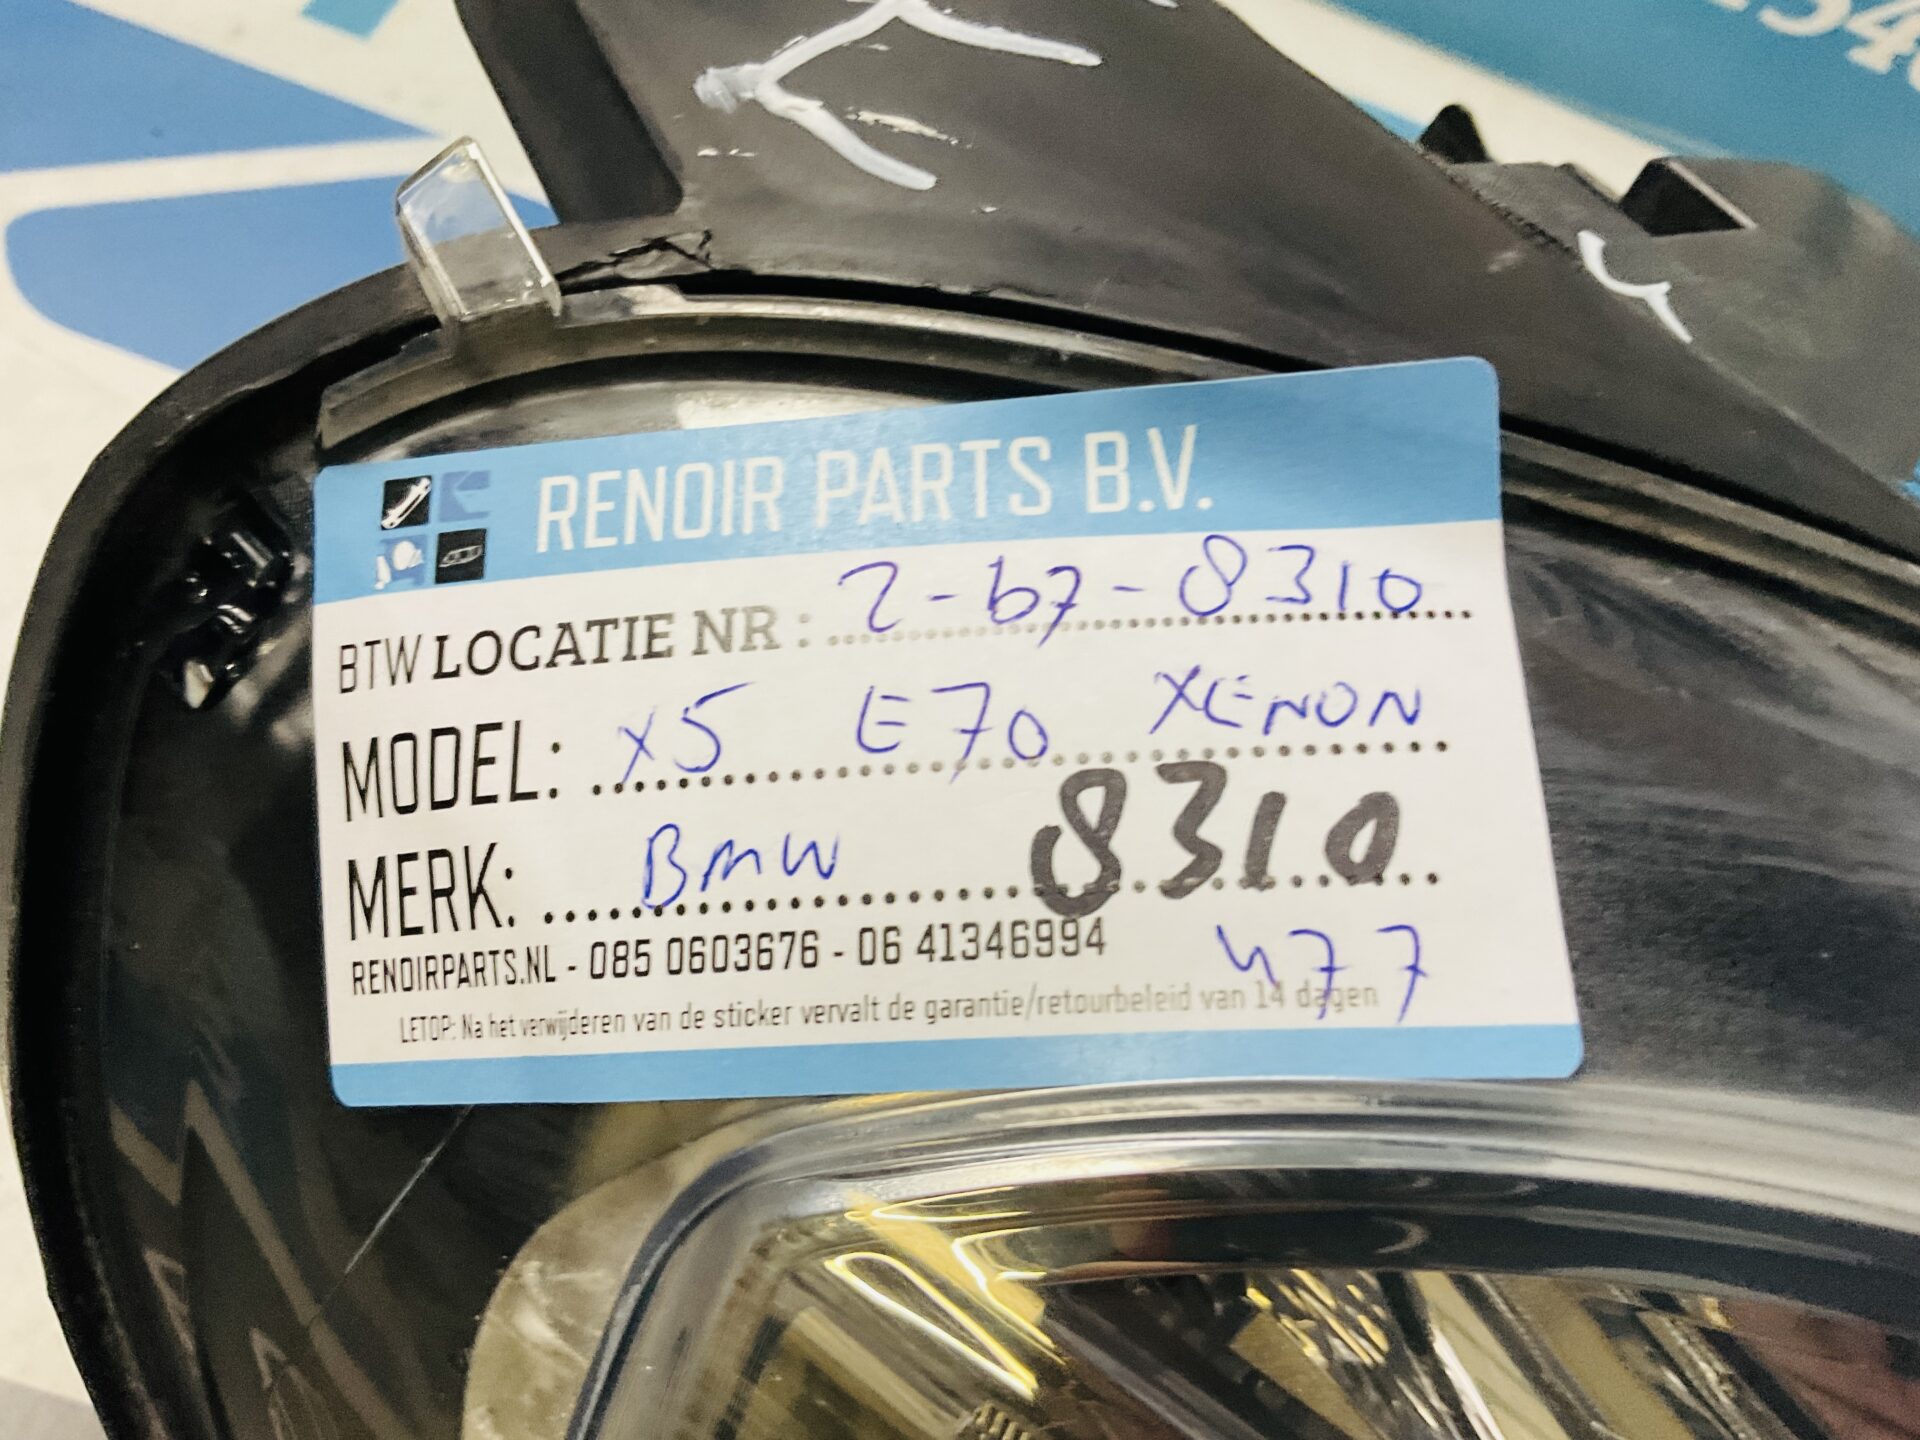 RENOIR PARTS B.V.
BTW LOCATIE NR : 2-b7-8310
MODEL: X5 E70 XENON
MERK: BMW 8310
RENOIRPARTS.NL - 085 0603676 - 06 41346994 477
LETOP: Na het verwijderen van de sticker vervalt de garantie/retourbeleid van 14 dagen